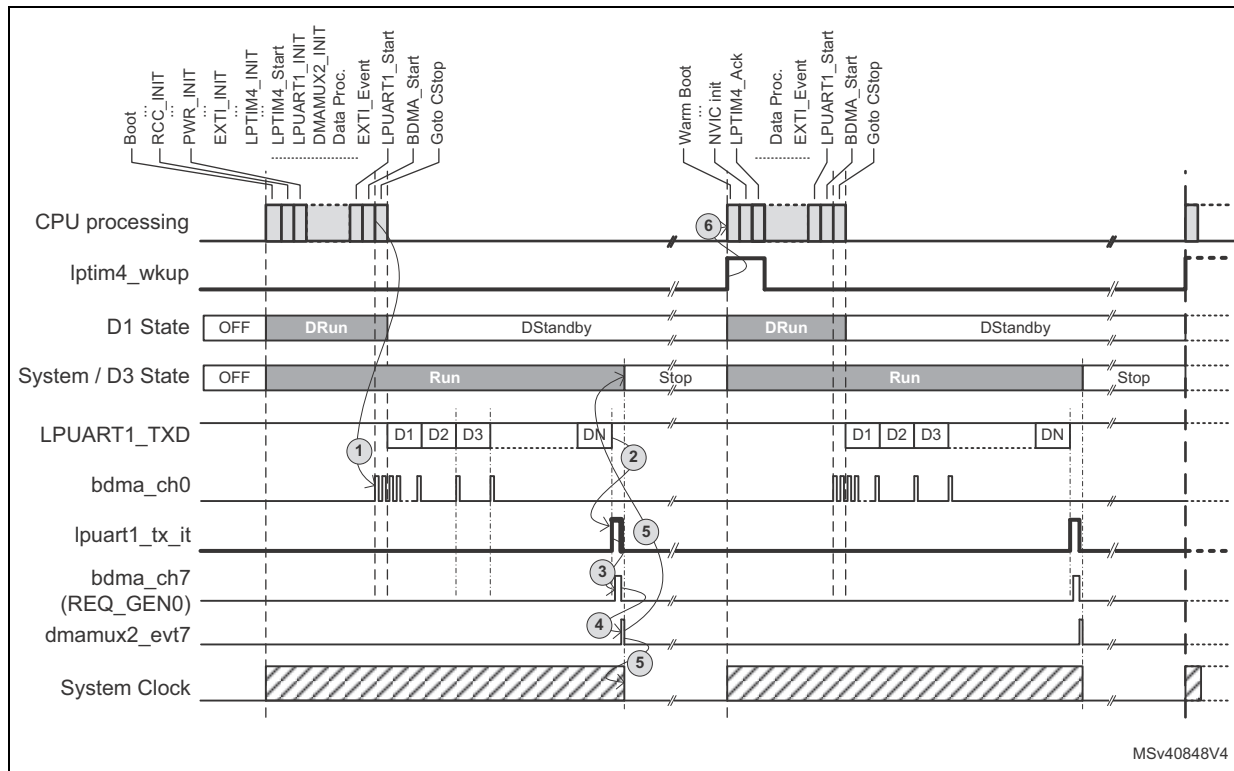 Boot
...
RCC_INIT
...
PWR_INIT
...
EXTI_INIT
...
LPTIM4_INIT
...
LPTIM4_Start
LPUART1_INIT
DMAMUX2_INIT
Data Proc.
EXTI_Event
LPUART1_Start
BDMA_Start
Goto CStop
Warm Boot
...
NVIC init
LPTIM4_Ack
Data Proc.
EXTI_Event
LPUART1_Start
BDMA_Start
Goto CStop
CPU processing
6
lptim4_wkup
D1 State OFF DRun DStandby DRun DStandby
System / D3 State OFF Run Stop Run Stop
LPUART1_TXD D1 D2 D3 DN D1 D2 D3 DN
1 2
bdma_ch0
lpuart1_tx_it 5
bdma_ch7 3
(REQ_GEN0)
dmamux2_evt7 4
5
System Clock
MSv40848V4